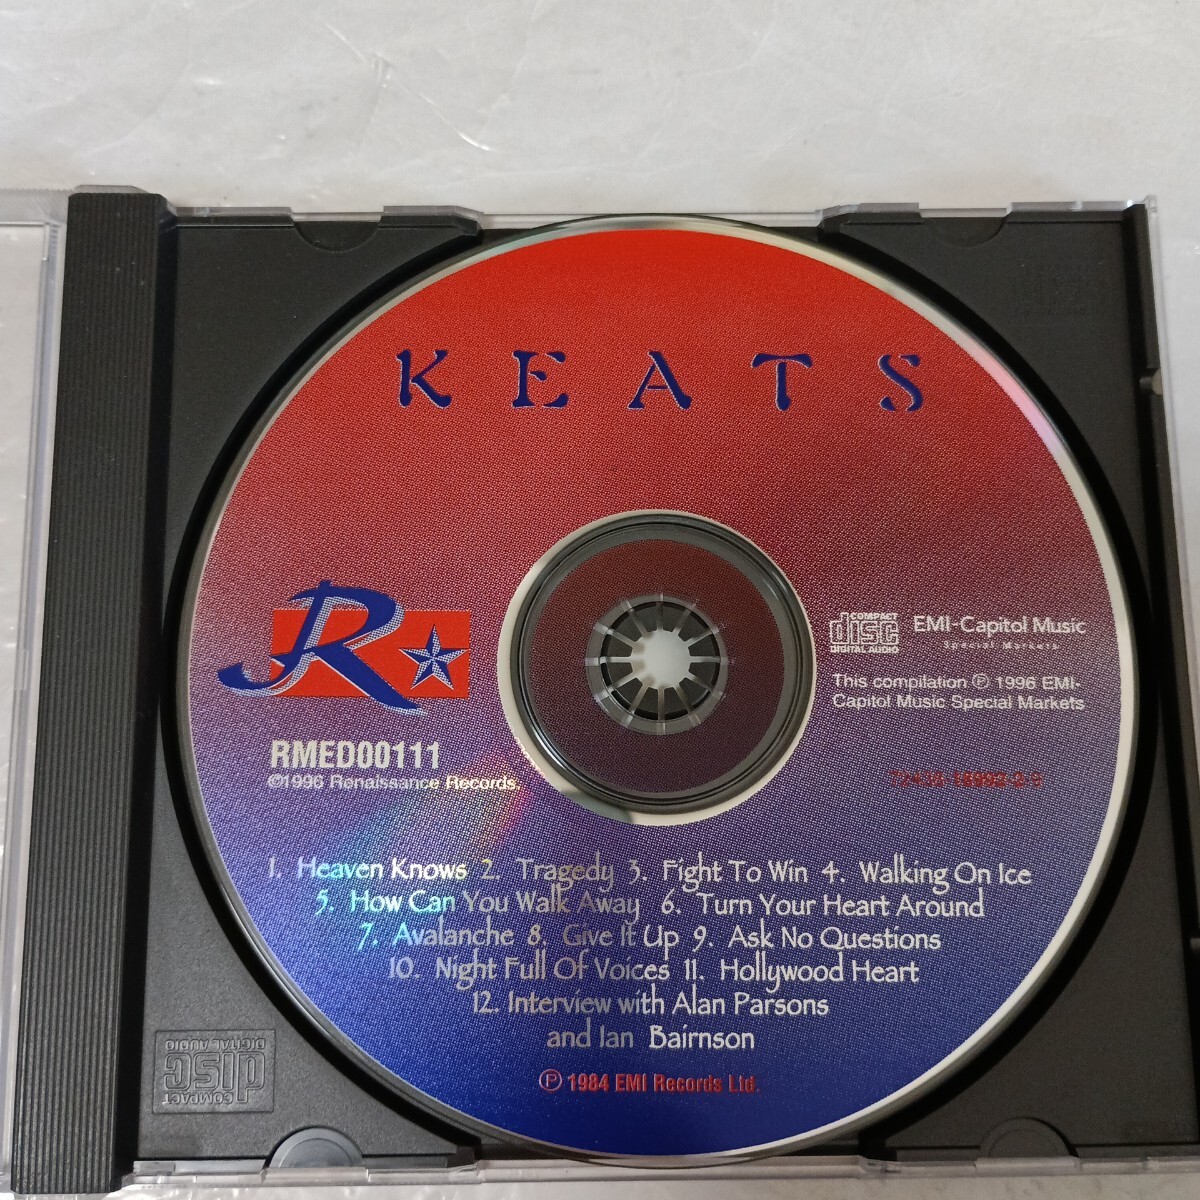 KEATS
R
COMPACT
disc
DIGITAL AUDIO
EMI-Capitol Music
Special Markets
This compilation ℗ 1996 EMI-
Capitol Music Special Markets
RMED00111
©1996 Renaissance Records.
1. Heaven Knows 2. Tragedy 3. Fight To Win 4. Walking On Ice
5. How Can You Walk Away 6. Turn Your Heart Around
7. Avalanche 8. Give It Up 9. Ask No Questions
10. Night Full Of Voices 11. Hollywood Heart
12. Interview with Alan Parsons
and Ian Bairnson
℗ 1984 EMI Records Ltd.
COMPACT
disc
DIGITAL AUDIO